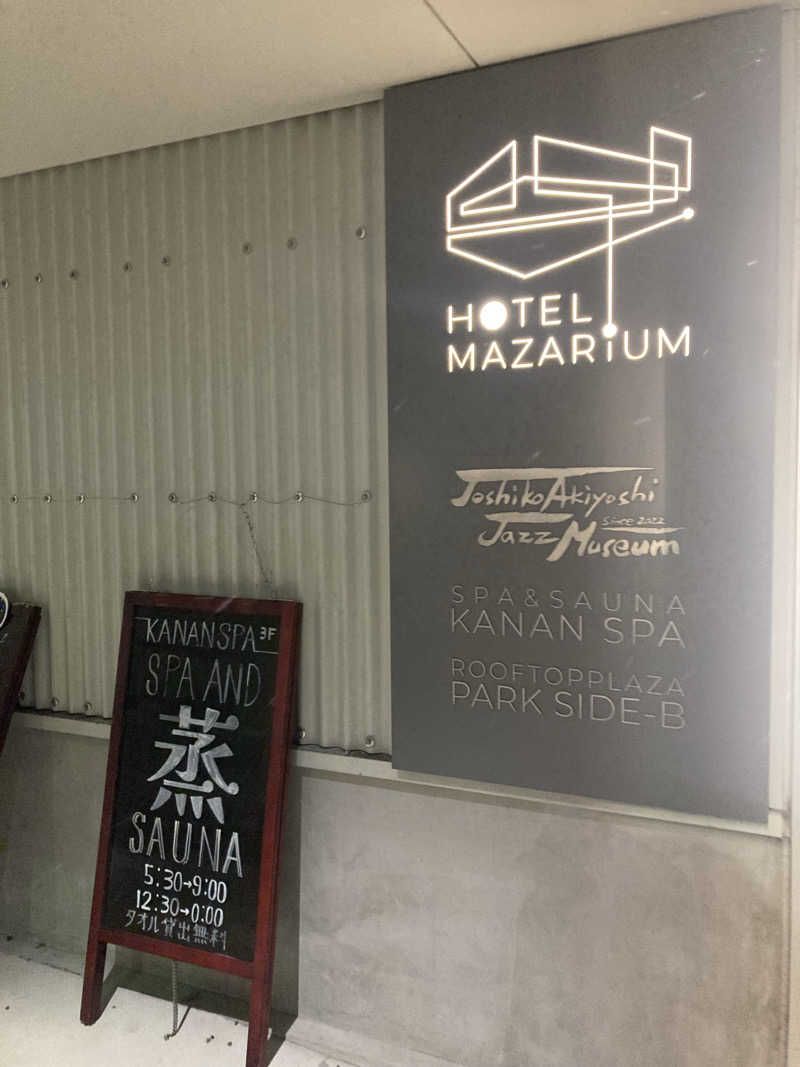 HOTEL
MAZARiUM
Toshiko Akiyoshi
since 2022
Jazz Museum
SPA&SAUNA
KANAN SPA
ROOFTOPPLAZA
PARK SIDE-B
KANANSPA 3F
SPA AND
蒸
SAUNA
5:30→9:00
12:30→0:00
タオル貸出無料